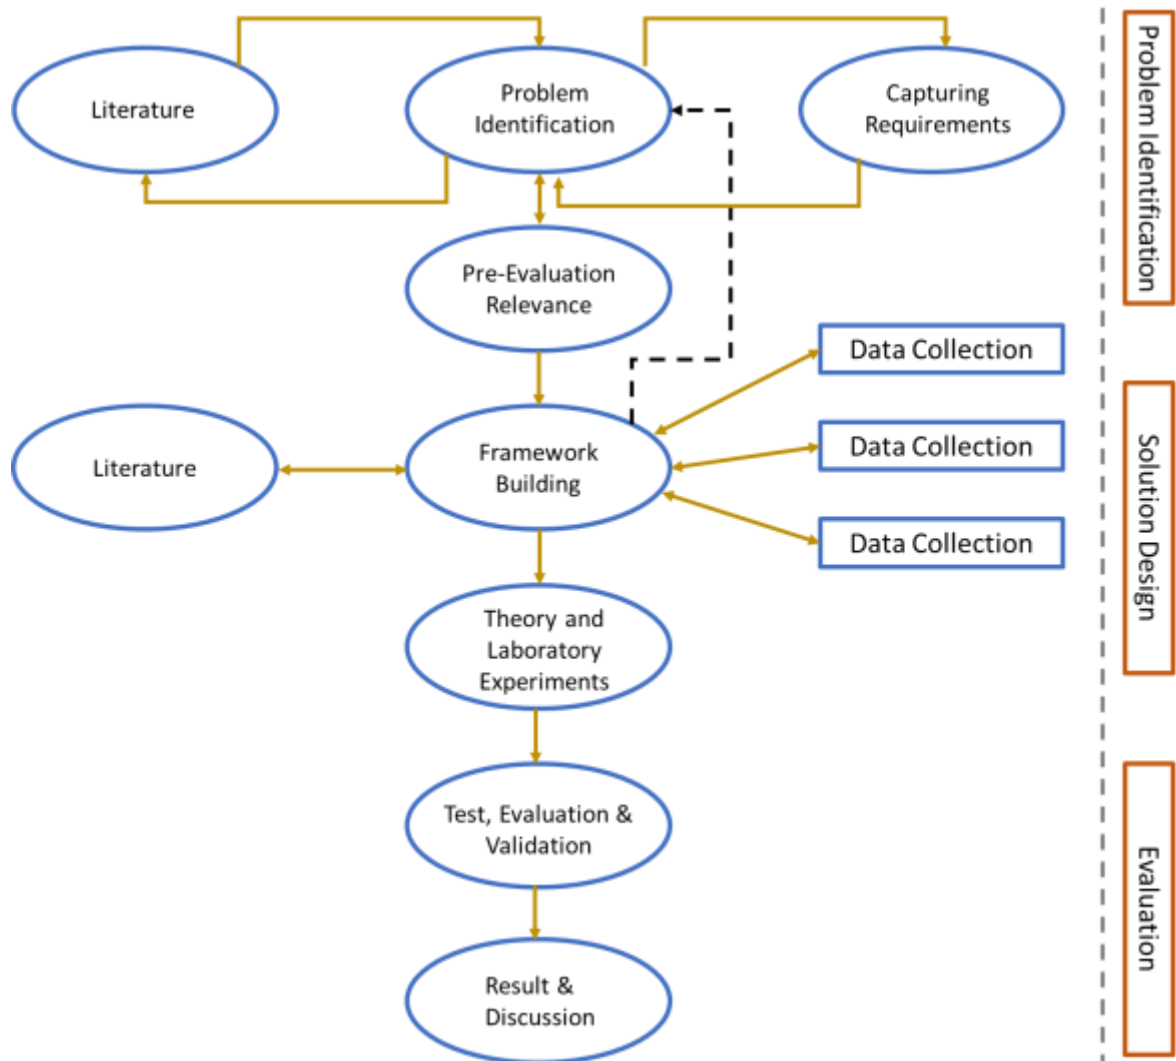 Literature
Problem
Identification
Capturing
Requirements
Problem Identification
Pre-Evaluation
Relevance
Data Collection
Literature
Framework
Building
Data Collection
Data Collection
Solution Design
Theory and
Laboratory
Experiments
Test, Evaluation &
Validation
Evaluation
Result &
Discussion